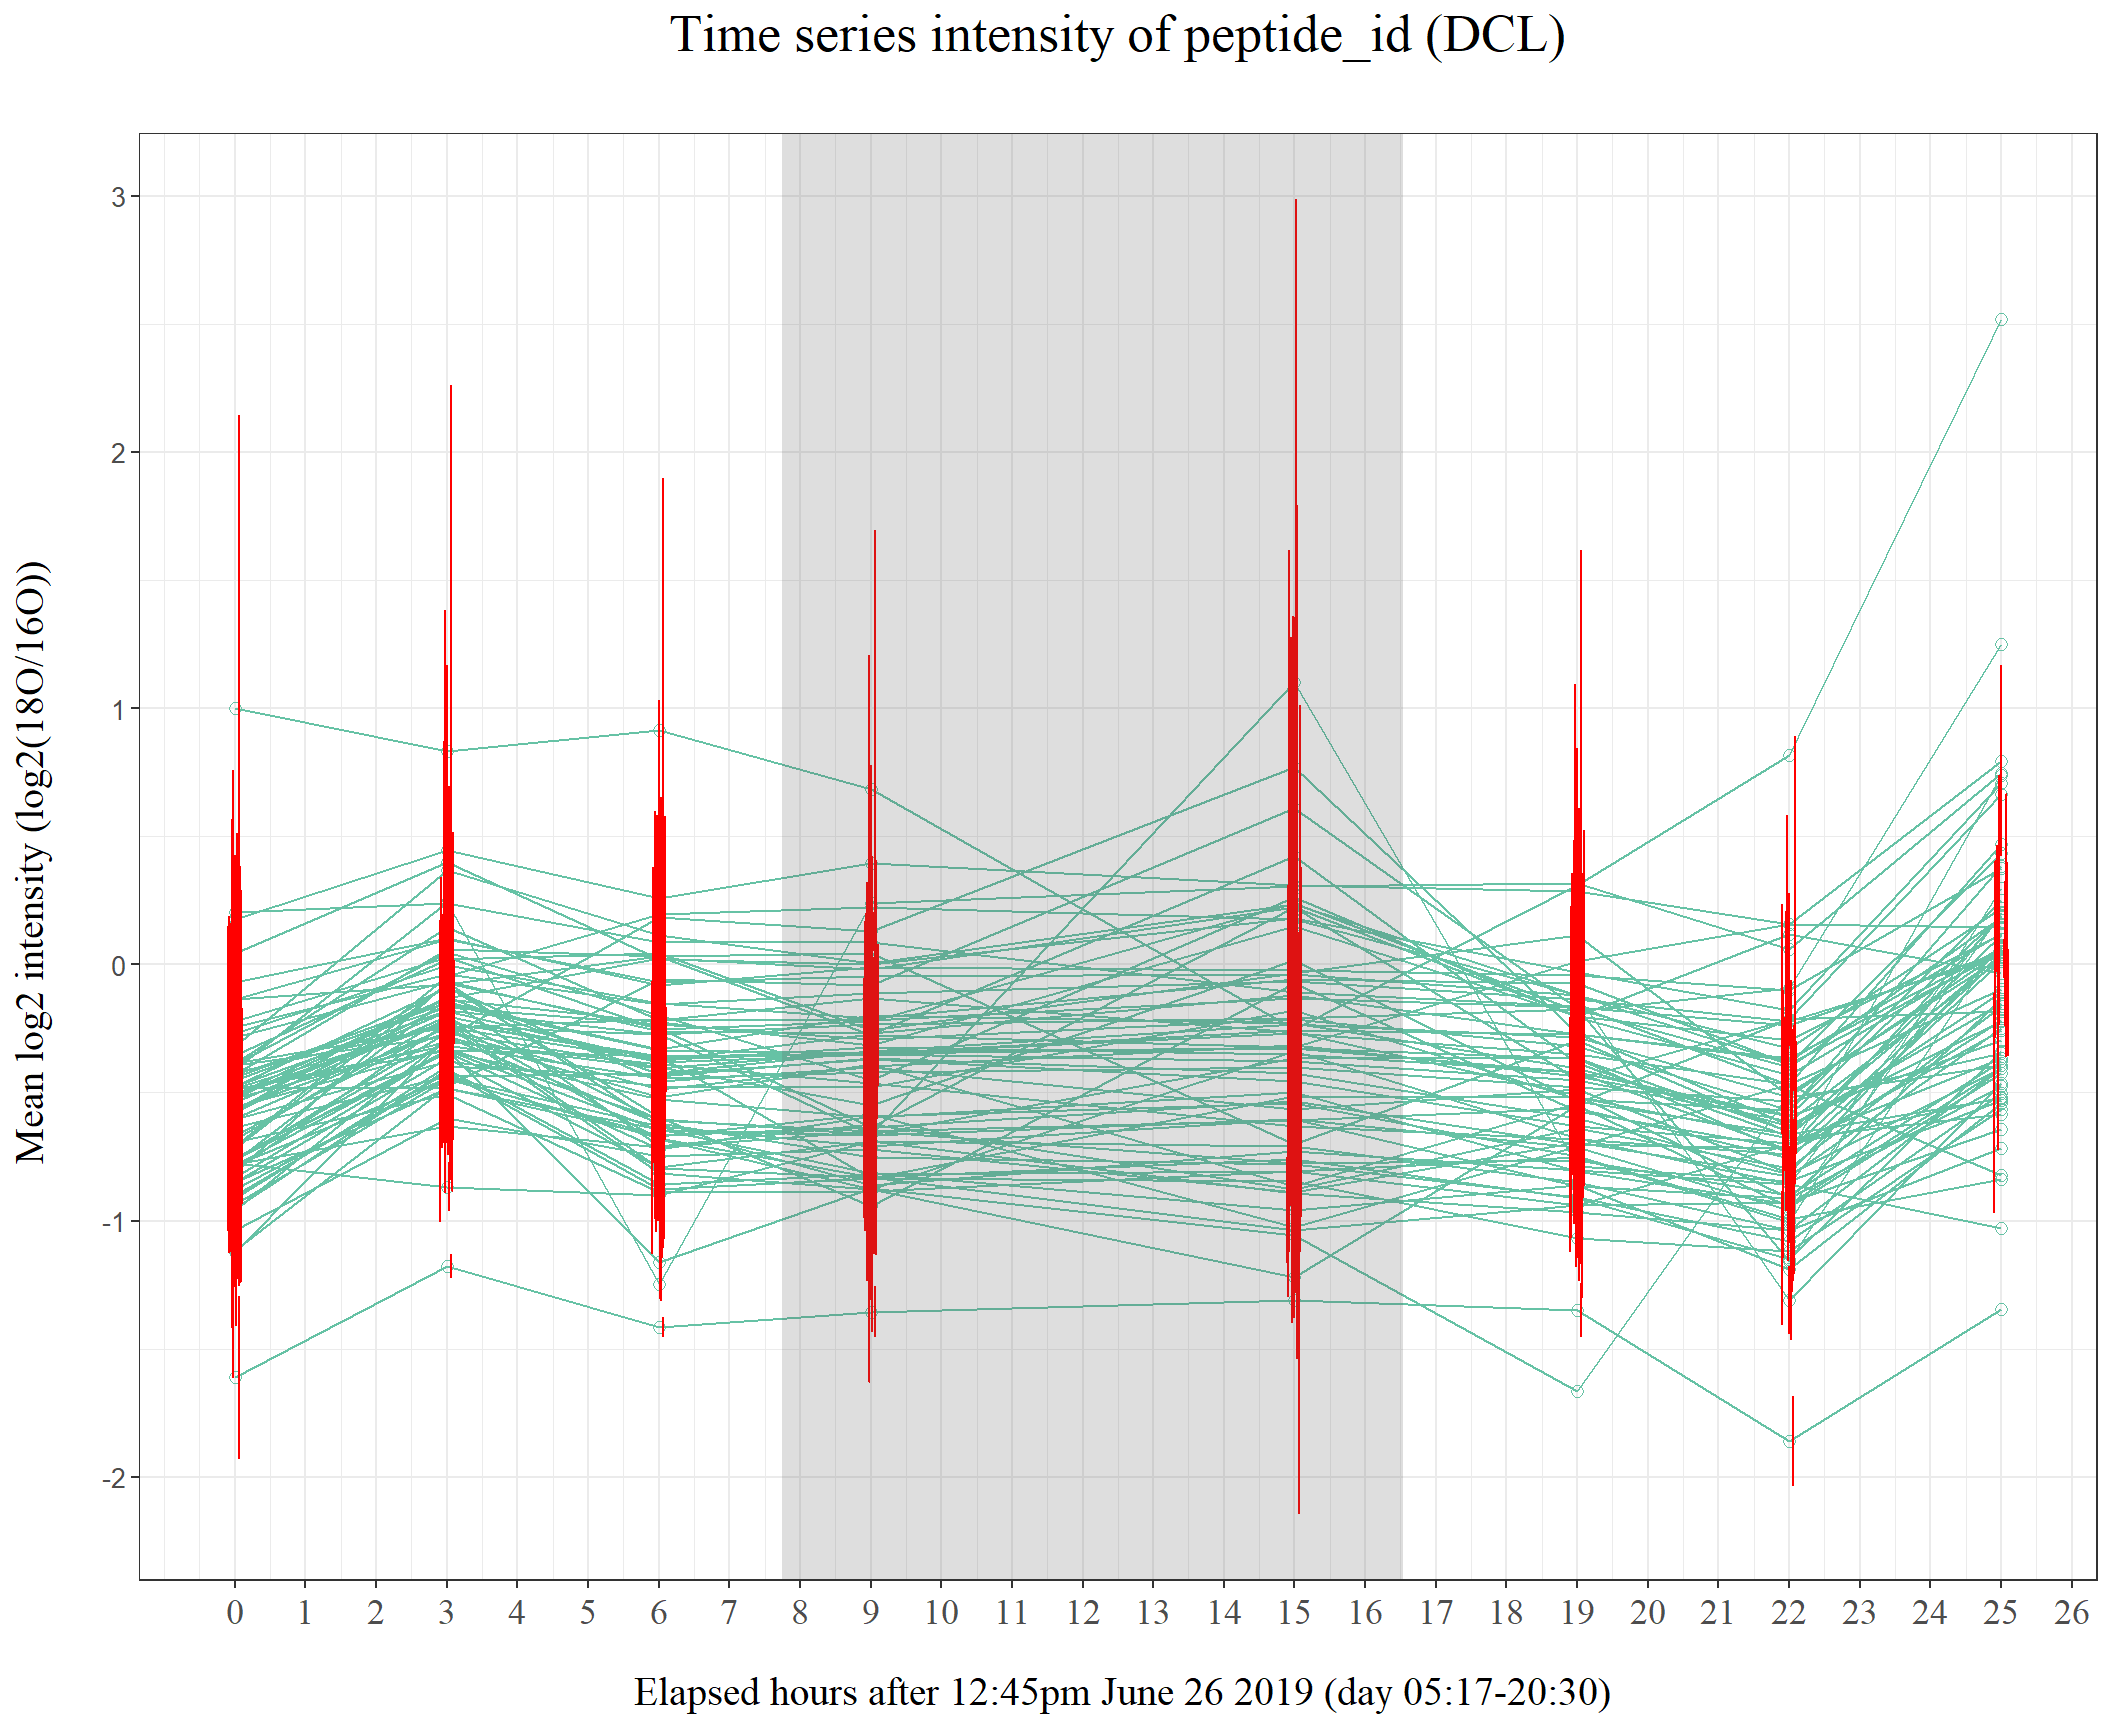 Time series intensity of peptide_id (DCL)
Mean log2 intensity (log2(18O/16O))
3
2
1
0
-1
-2
0 1 2 3 4 5 6 7 8 9 10 11 12 13 14 15 16 17 18 19 20 21 22 23 24 25 26
Elapsed hours after 12:45pm June 26 2019 (day 05:17-20:30)